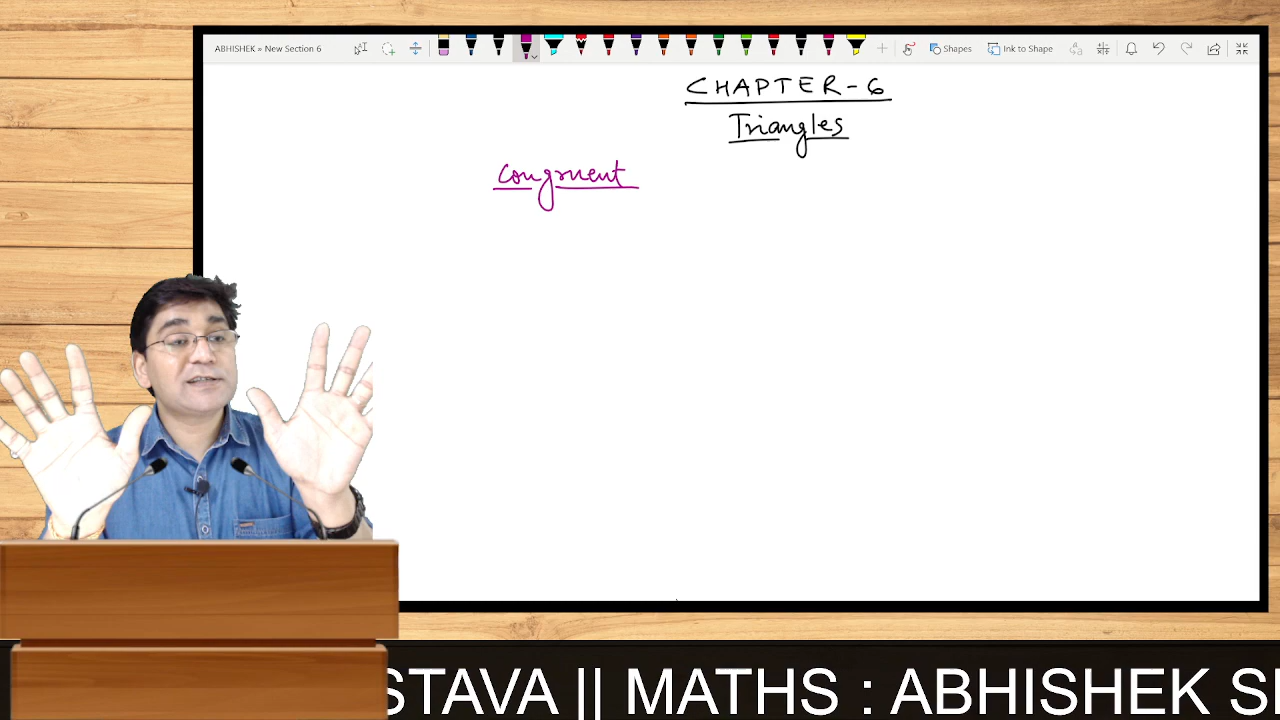 ABHISHEK » New Section 6
Shapes
Ink to Shape
CHAPTER-6
Triangles
Congruent
STAVA || MATHS : ABHISHEK S